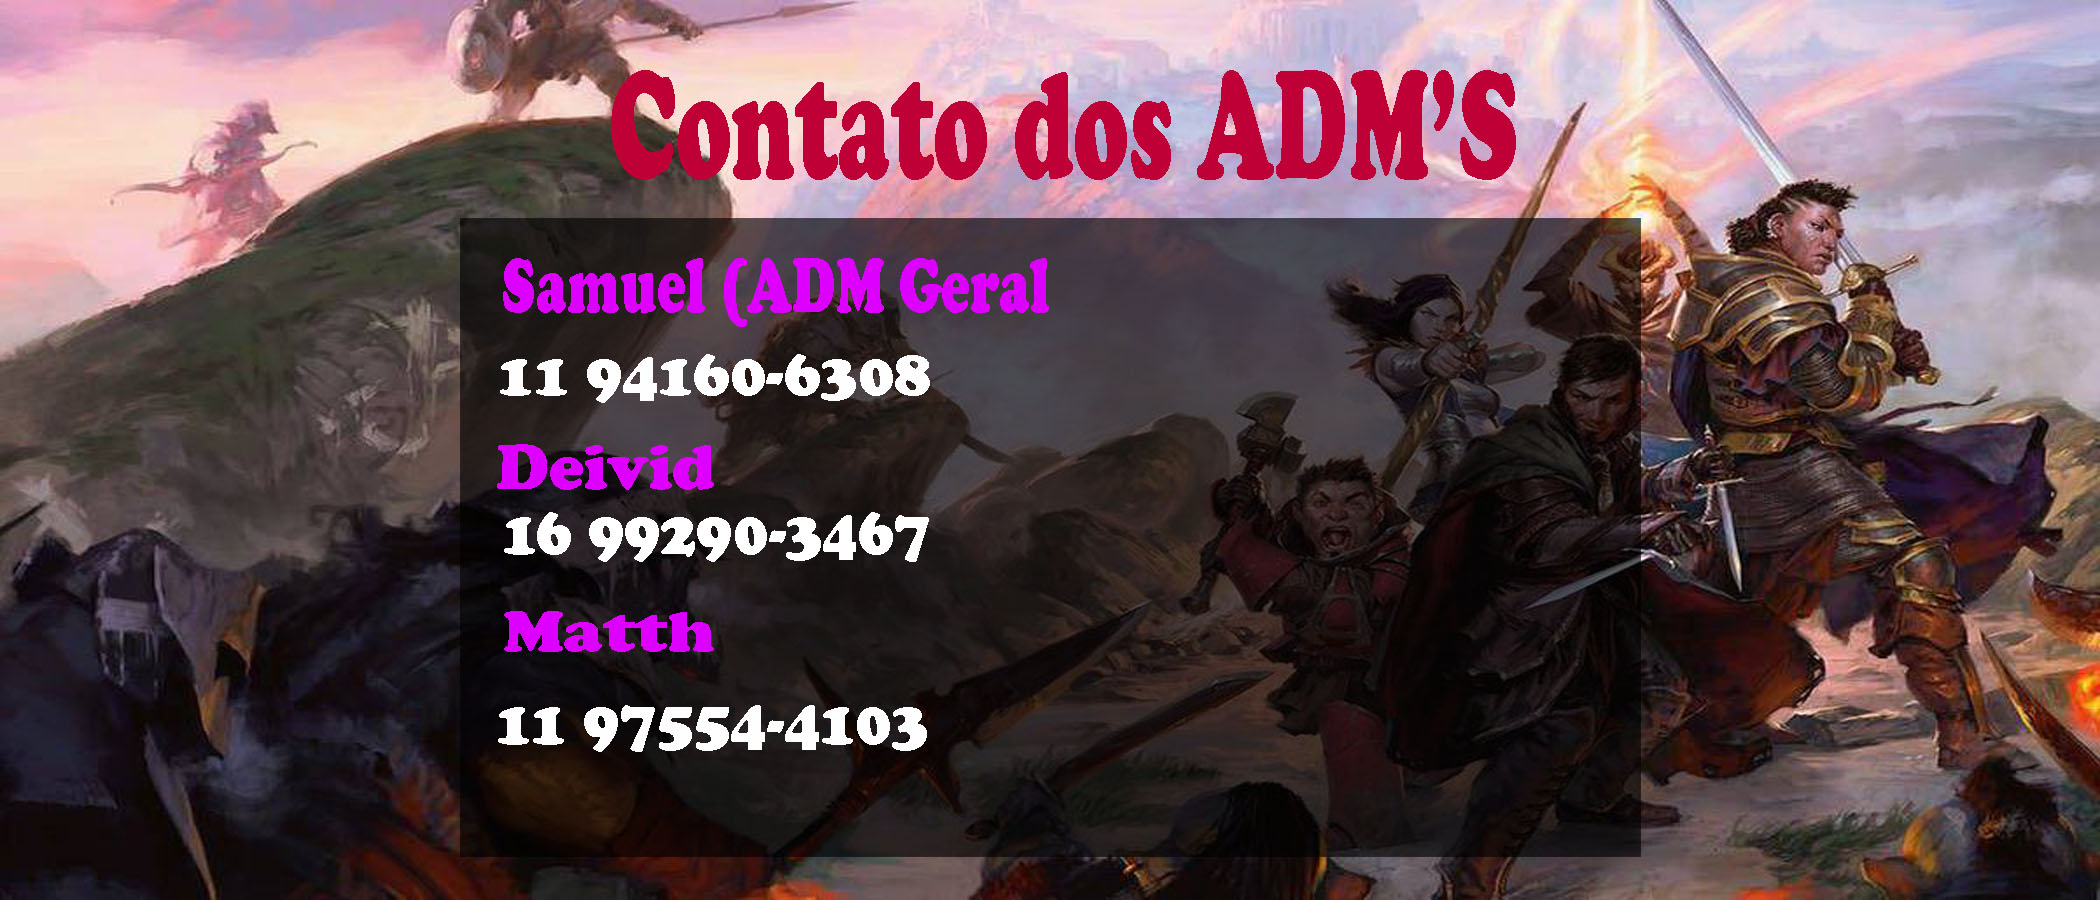 Contato dos ADM'S
Samuel (ADM Geral
11 94160-6308
Deivid
16 99290-3467
Matth
11 97554-4103